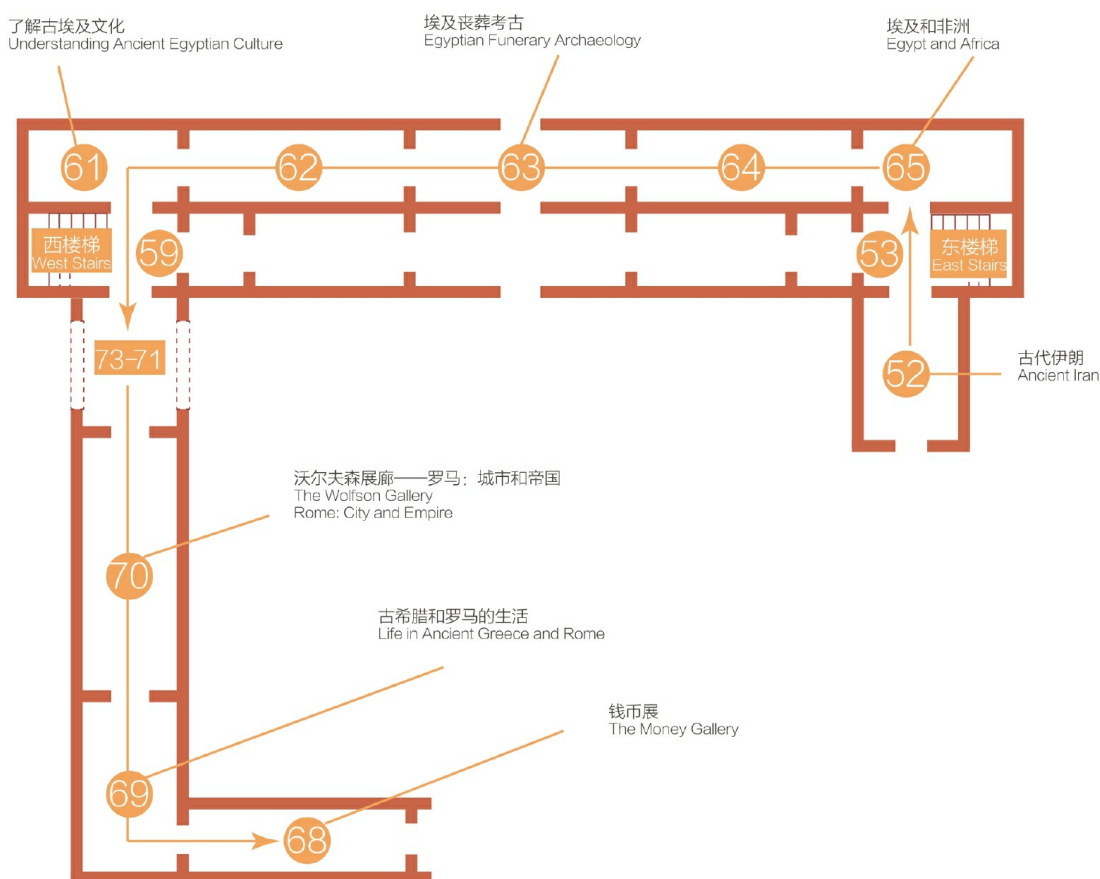 了解古埃及文化
Understanding Ancient Egyptian Culture
埃及丧葬考古
Egyptian Funerary Archaeology
埃及和非洲
Egypt and Africa
61
62
63
64
65
西楼梯
West Stairs
59
53
东楼梯
East Stairs
73-71
52
古代伊朗
Ancient Iran
沃尔夫森展廊——罗马：城市和帝国
The Wolfson Gallery
Rome: City and Empire
70
古希腊和罗马的生活
Life in Ancient Greece and Rome
钱币展
The Money Gallery
69
68